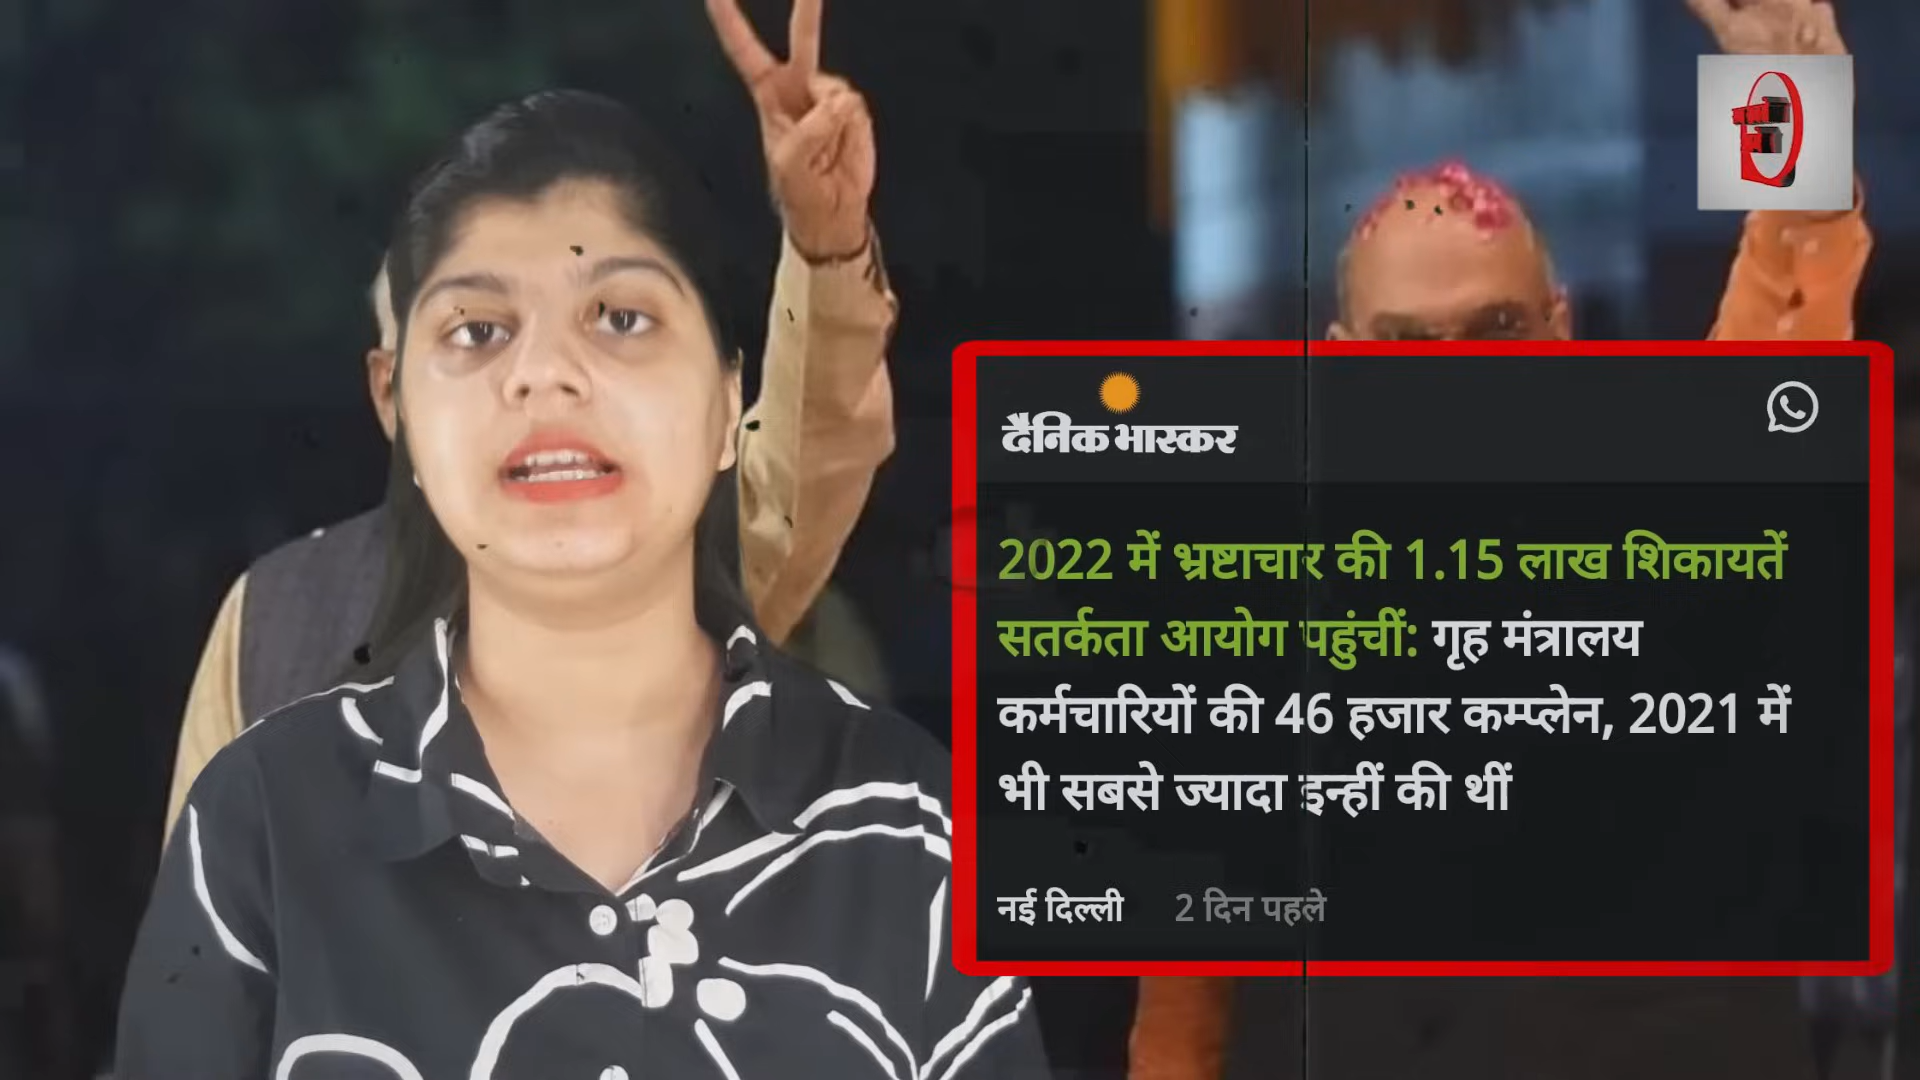 दैनिक भास्कर
2022 में भ्रष्टाचार की 1.15 लाख शिकायतें
सतर्कता आयोग पहुंचीं: गृह मंत्रालय
कर्मचारियों की 46 हजार कम्प्लेन, 2021 में
भी सबसे ज्यादा इन्हीं की थीं
नई दिल्ली 2 दिन पहले